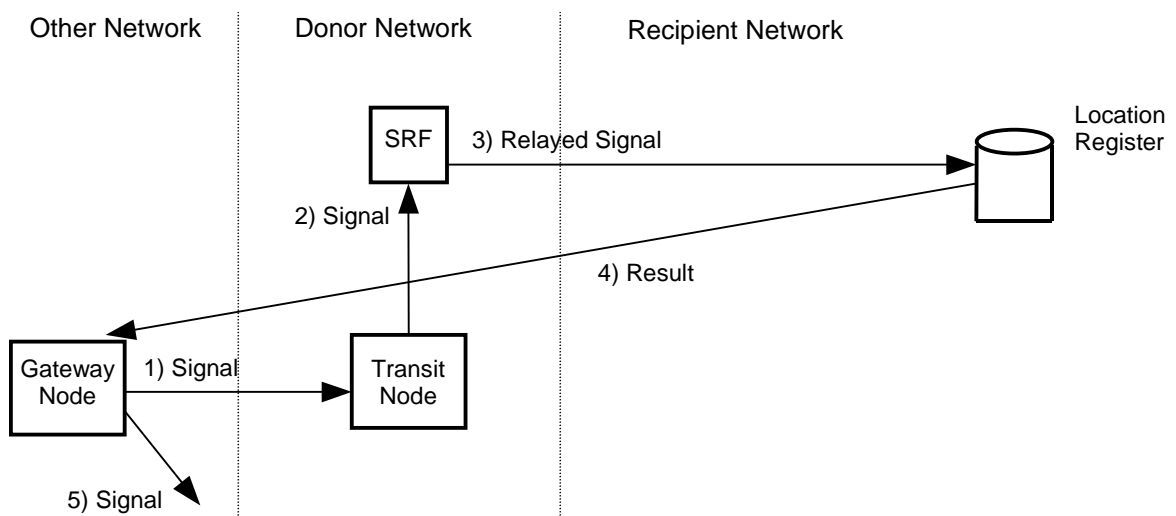 Other Network
Donor Network
Recipient Network
Location
Register
SRF
3) Relayed Signal
2) Signal
4) Result
Gateway
Node
1) Signal
Transit
Node
5) Signal